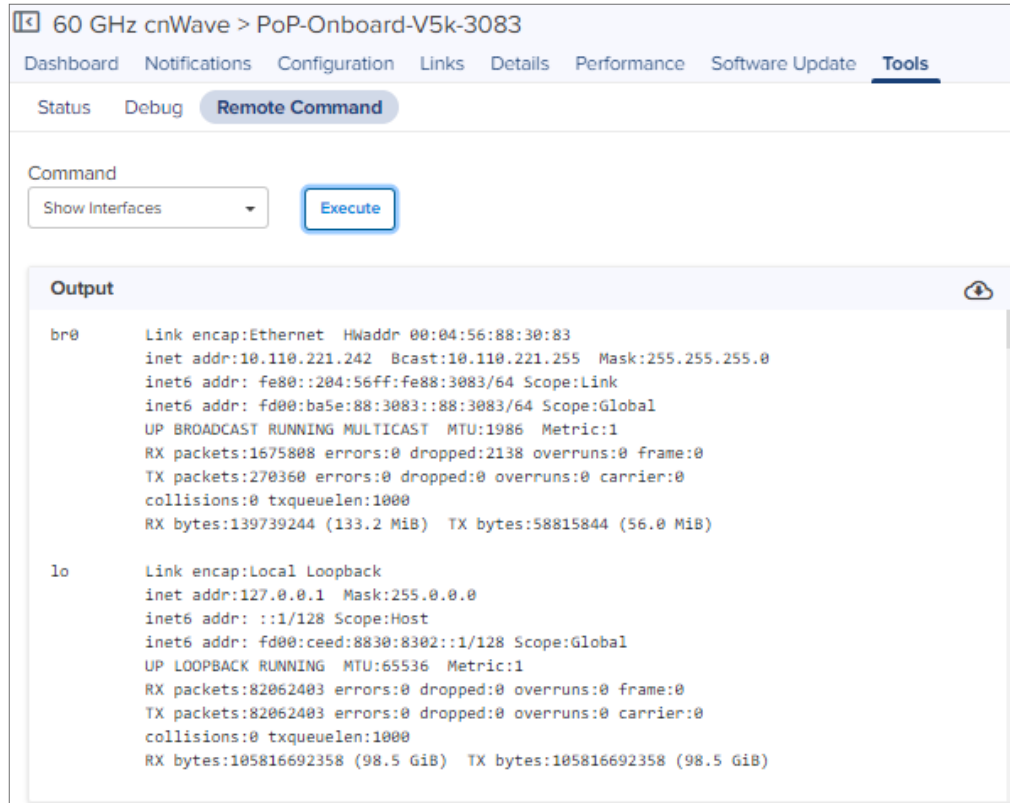 60 GHz cnWave > PoP-Onboard-V5k-3083
Dashboard Notifications Configuration Links Details Performance Software Update Tools
Status Debug Remote Command
Command
Show Interfaces Execute
Output
br0 Link encap:Ethernet HWaddr 00:04:56:88:30:83
inet addr:10.110.221.242 Bcast:10.110.221.255 Mask:255.255.255.0
inet6 addr: fe80::204:56ff:fe88:3083/64 Scope:Link
inet6 addr: fd00:ba5e:88:3083::88:3083/64 Scope:Global
UP BROADCAST RUNNING MULTICAST MTU:1986 Metric:1
RX packets:1675808 errors:0 dropped:2138 overruns:0 frame:0
TX packets:270360 errors:0 dropped:0 overruns:0 carrier:0
collisions:0 txqueuelen:1000
RX bytes:139739244 (133.2 MiB) TX bytes:58815844 (56.0 MiB)
lo Link encap:Local Loopback
inet addr:127.0.0.1 Mask:255.0.0.0
inet6 addr: ::1/128 Scope:Host
inet6 addr: fd00:ceed:8830:8302::1/128 Scope:Global
UP LOOPBACK RUNNING MTU:65536 Metric:1
RX packets:82062403 errors:0 dropped:0 overruns:0 frame:0
TX packets:82062403 errors:0 dropped:0 overruns:0 carrier:0
collisions:0 txqueuelen:1000
RX bytes:105816692358 (98.5 GiB) TX bytes:105816692358 (98.5 GiB)